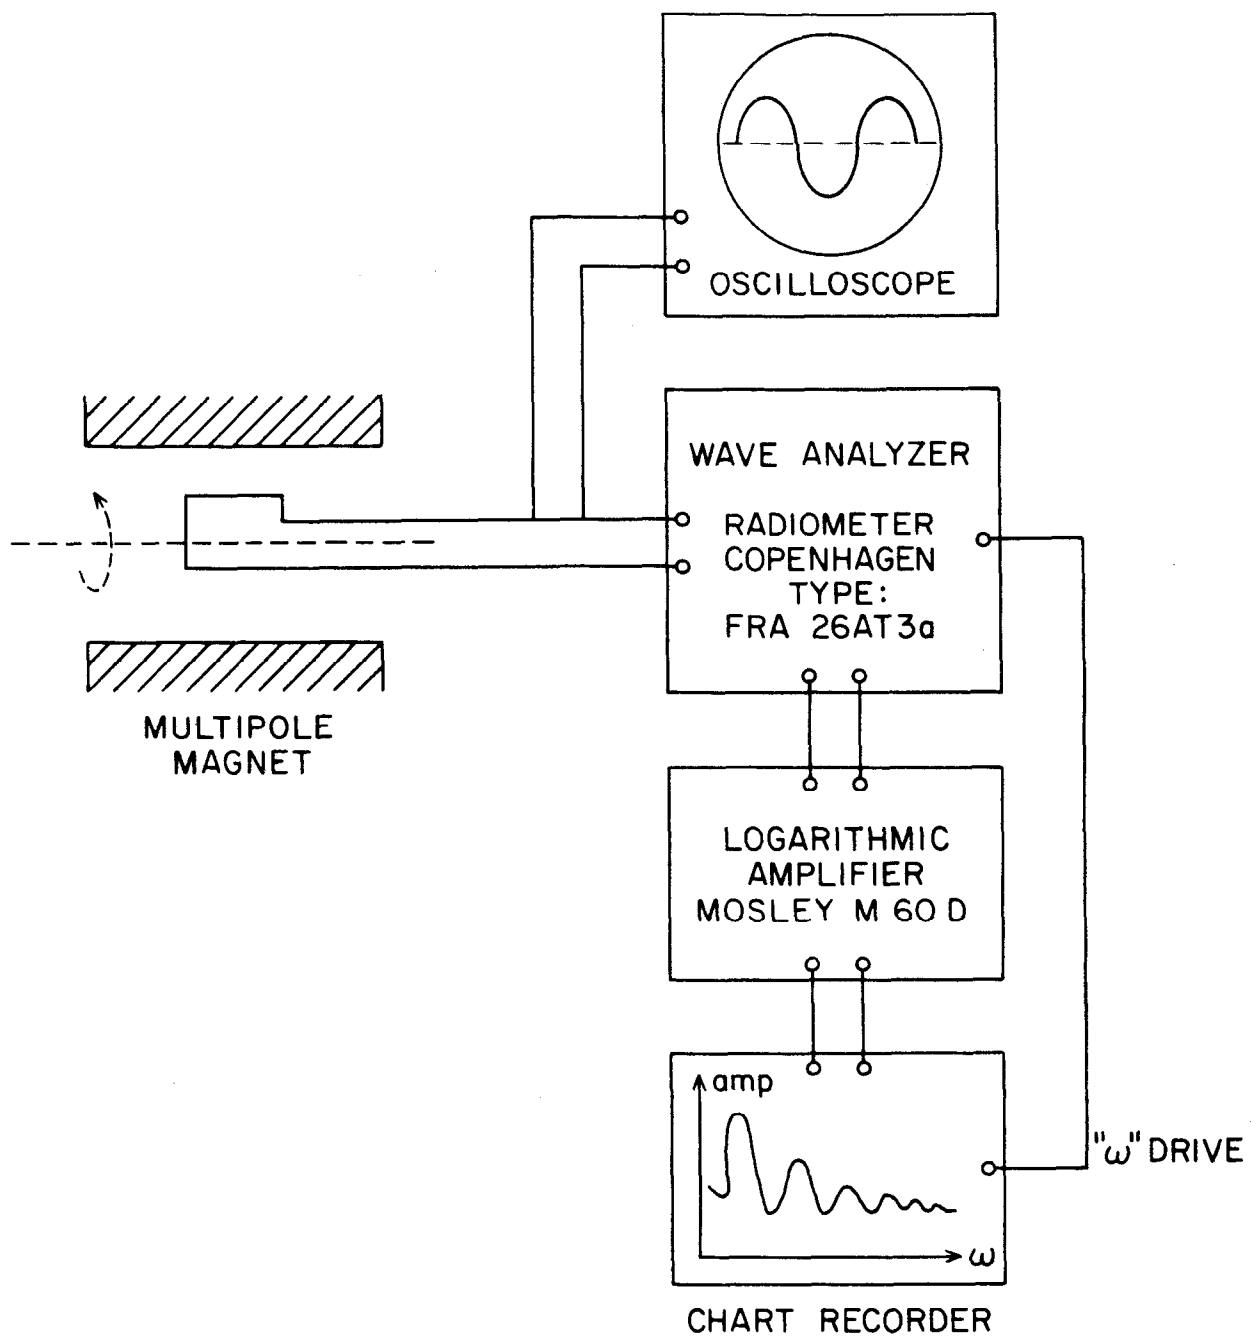 OSCILLOSCOPE
WAVE ANALYZER
RADIOMETER
COPENHAGEN
TYPE:
FRA 26AT3a
MULTIPOLE
MAGNET
LOGARITHMIC
AMPLIFIER
MOSLEY M 60 D
amp
"ω" DRIVE
ω
CHART RECORDER